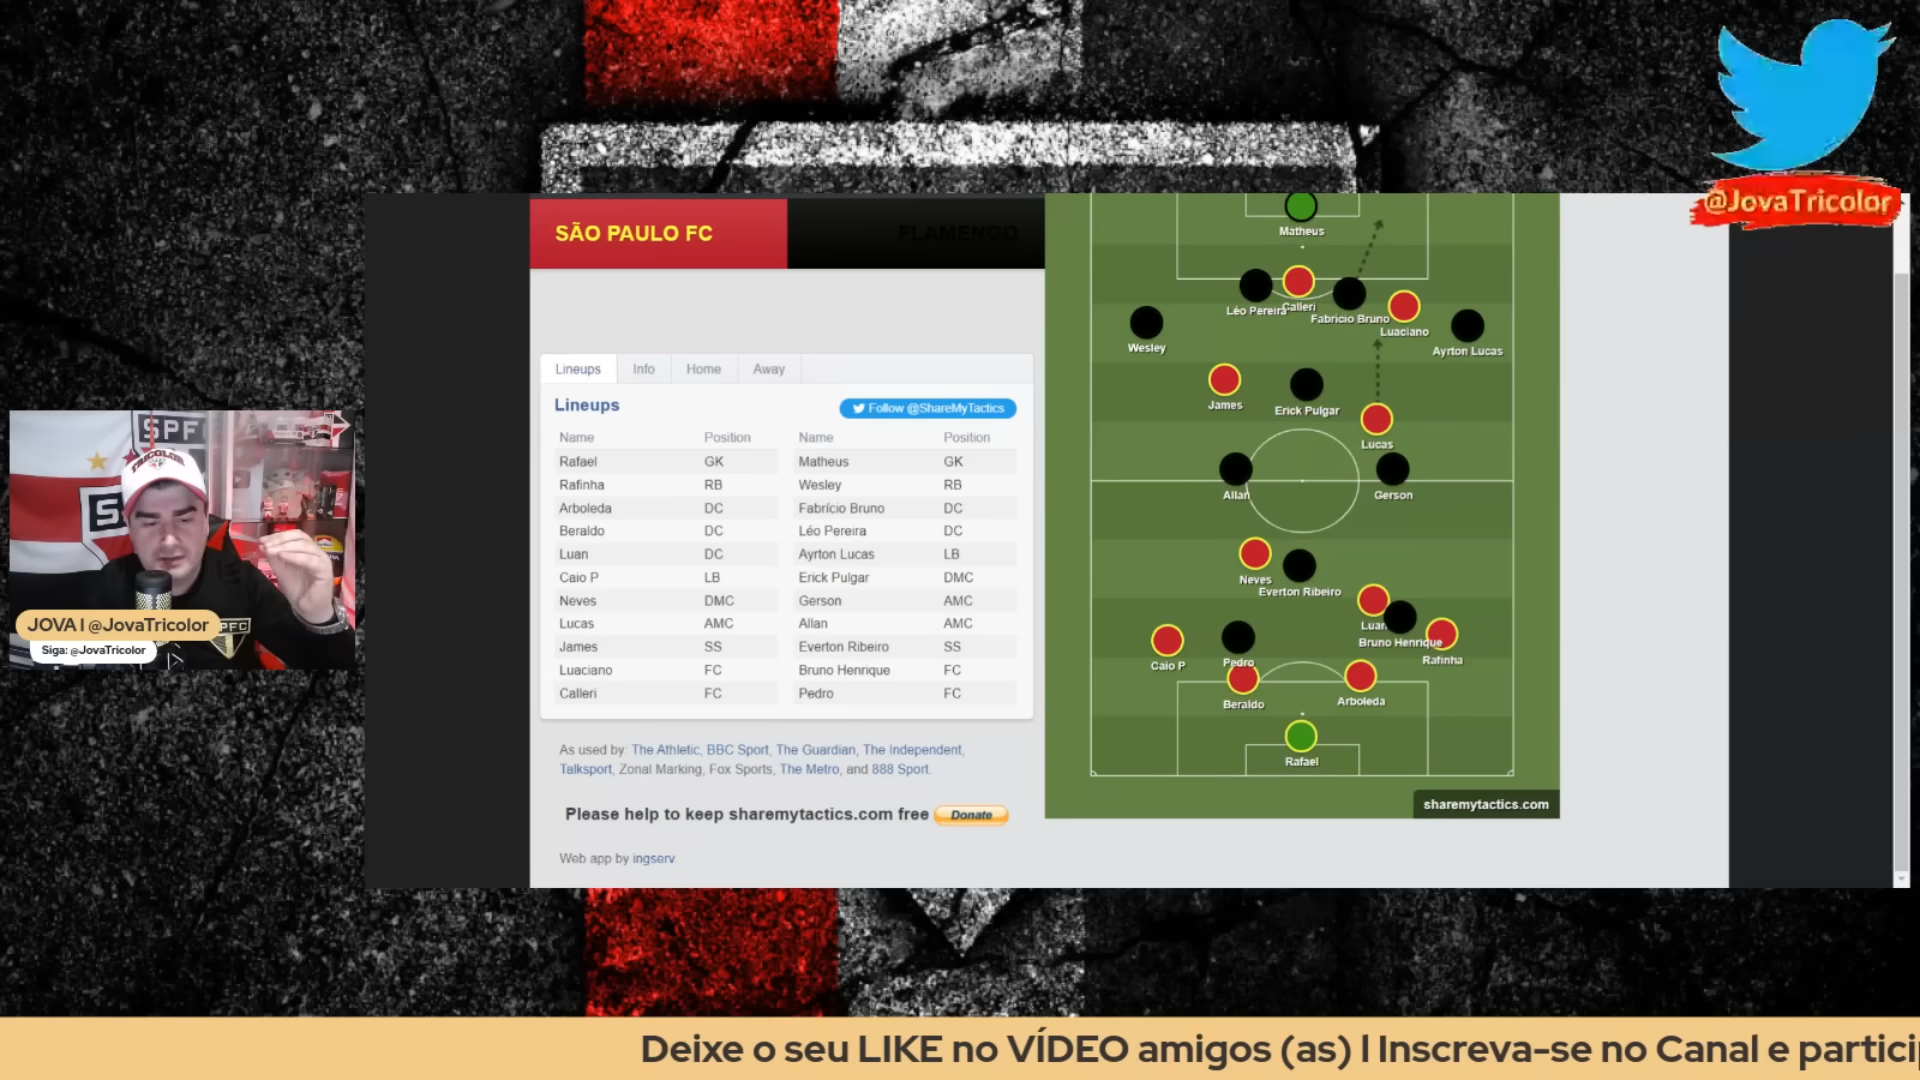 @JovaTricolor
SÃO PAULO FC
FLAMENGO
Lineups
Info
Home
Away
Lineups
Follow @ShareMyTactics
Name Position Name Position
Rafael GK Matheus GK
Rafinha RB Wesley RB
Arboleda DC Fabrício Bruno DC
Beraldo DC Léo Pereira DC
Luan DC Ayrton Lucas LB
Caio P LB Erick Pulgar DMC
Neves DMC Gerson AMC
Lucas AMC Allan AMC
James SS Everton Ribeiro SS
Luaciano FC Bruno Henrique FC
Calleri FC Pedro FC
As used by: The Athletic, BBC Sport, The Guardian, The Independent,
Talksport, Zonal Marking, Fox Sports, The Metro, and 888 Sport.
Please help to keep sharemytactics.com free Donate
Web app by ingserv
Matheus
Léo Pereira
Calleri
Fabrício Bruno
Luaciano
Wesley
Ayrton Lucas
James
Erick Pulgar
Lucas
Allan
Gerson
Neves
Everton Ribeiro
Luan
Bruno Henrique
Rafinha
Caio P
Pedro
Beraldo
Arboleda
Rafael
sharemytactics.com
SPF
TRICOLOR
S
PFC
JOVA l @JovaTricolor
Siga: @JovaTricolor
Deixe o seu LIKE no VÍDEO amigos (as) l Inscreva-se no Canal e particip